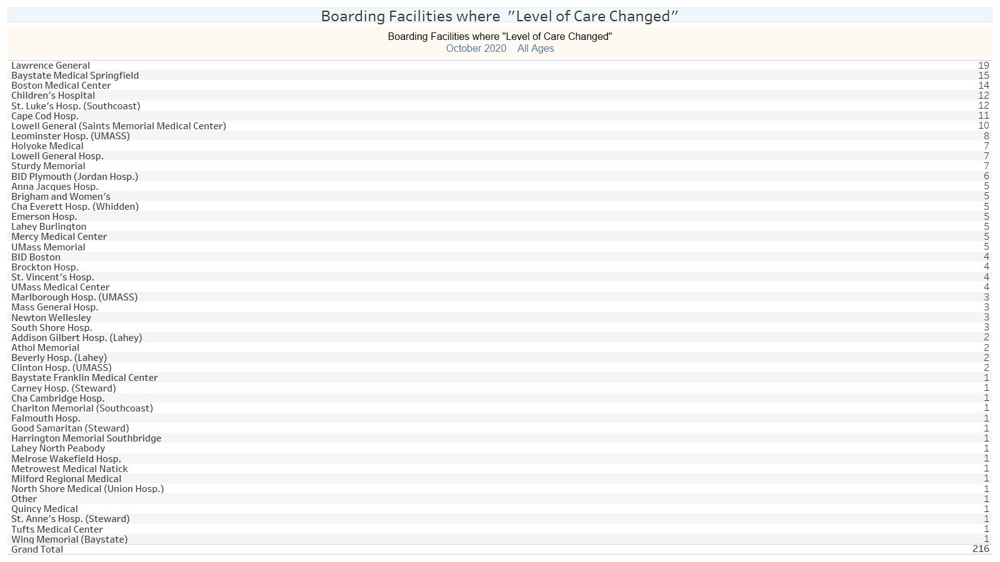 Boarding Facilities where "Level of Care Changed"
Boarding Facilities where "Level of Care Changed"
October 2020 All Ages
Lawrence General 19
Baystate Medical Springfield 15
Boston Medical Center 14
Children's Hospital 12
St. Luke's Hosp. (Southcoast) 12
Cape Cod Hosp. 11
Lowell General (Saints Memorial Medical Center) 10
Leominster Hosp. (UMASS) 8
Holyoke Medical 7
Lowell General Hosp. 7
Sturdy Memorial 7
BID Plymouth (Jordan Hosp.) 6
Anna Jacques Hosp. 5
Brigham and Women's 5
Cha Everett Hosp. (Whidden) 5
Emerson Hosp. 5
Lahey Burlington 5
Mercy Medical Center 5
UMass Memorial 5
BID Boston 4
Brockton Hosp. 4
St. Vincent's Hosp. 4
UMass Medical Center 4
Marlborough Hosp. (UMASS) 3
Mass General Hosp. 3
Newton Wellesley 3
South Shore Hosp. 3
Addison Gilbert Hosp. (Lahey) 2
Athol Memorial 2
Beverly Hosp. (Lahey) 2
Clinton Hosp. (UMASS) 2
Baystate Franklin Medical Center 1
Carney Hosp. (Steward) 1
Cha Cambridge Hosp. 1
Charlton Memorial (Southcoast) 1
Falmouth Hosp. 1
Good Samaritan (Steward) 1
Harrington Memorial Southbridge 1
Lahey North Peabody 1
Melrose Wakefield Hosp. 1
Metrowest Medical Natick 1
Milford Regional Medical 1
North Shore Medical (Union Hosp.) 1
Other 1
Quincy Medical 1
St. Anne's Hosp. (Steward) 1
Tufts Medical Center 1
Wing Memorial (Baystate) 1
Grand Total 216